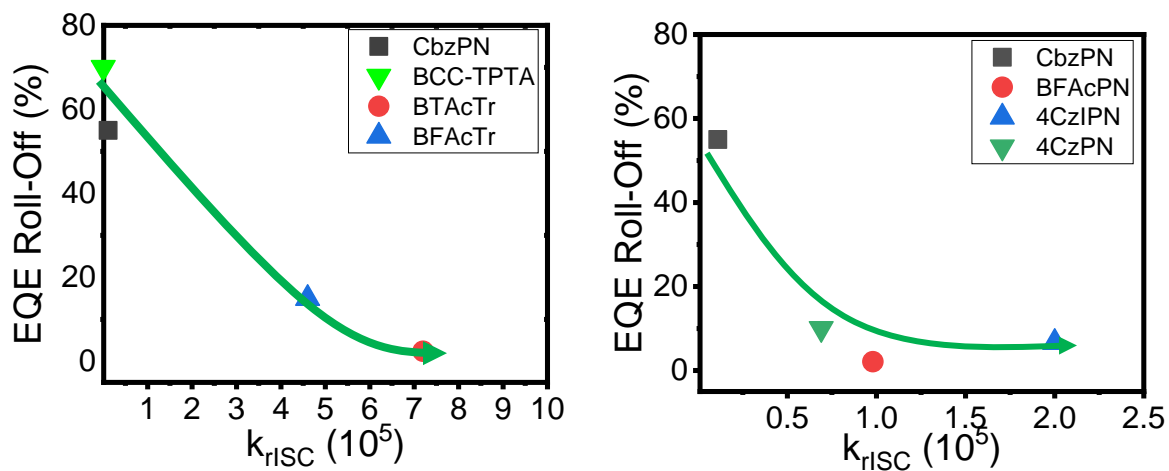 80
60
40
20
0
EQE Roll-Off (%)
CbzPN
BCC-TPTA
BTAcTr
BFAcTr
1 2 3 4 5 6 7 8 9 10
k_rISC (10⁵)
80
60
40
20
0
EQE Roll-Off (%)
CbzPN
BFAcPN
4CzIPN
4CzPN
0.5 1.0 1.5 2.0 2.5
k_rISC (10⁵)